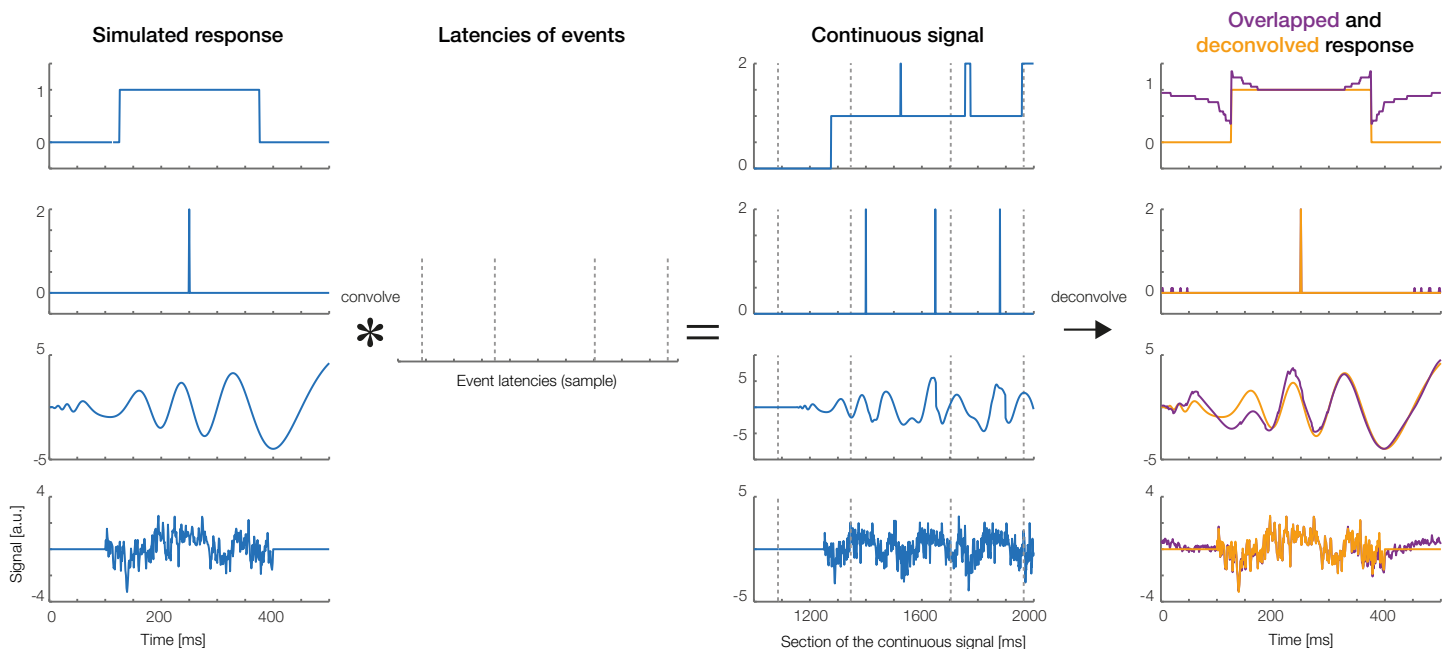 Simulated response
Latencies of events
Continuous signal
Overlapped and
deconvolved response
1
0
2
1
0
1
0
2
0
convolve
*
Event latencies (sample)
=
2
0
deconvolve
2
0
5
-5
5
-5
5
-5
Signal [a.u.]
4
-4
0 200 400
Time [ms]
5
-5
1200 1600 2000
Section of the continuous signal [ms]
4
-4
0 200 400
Time [ms]